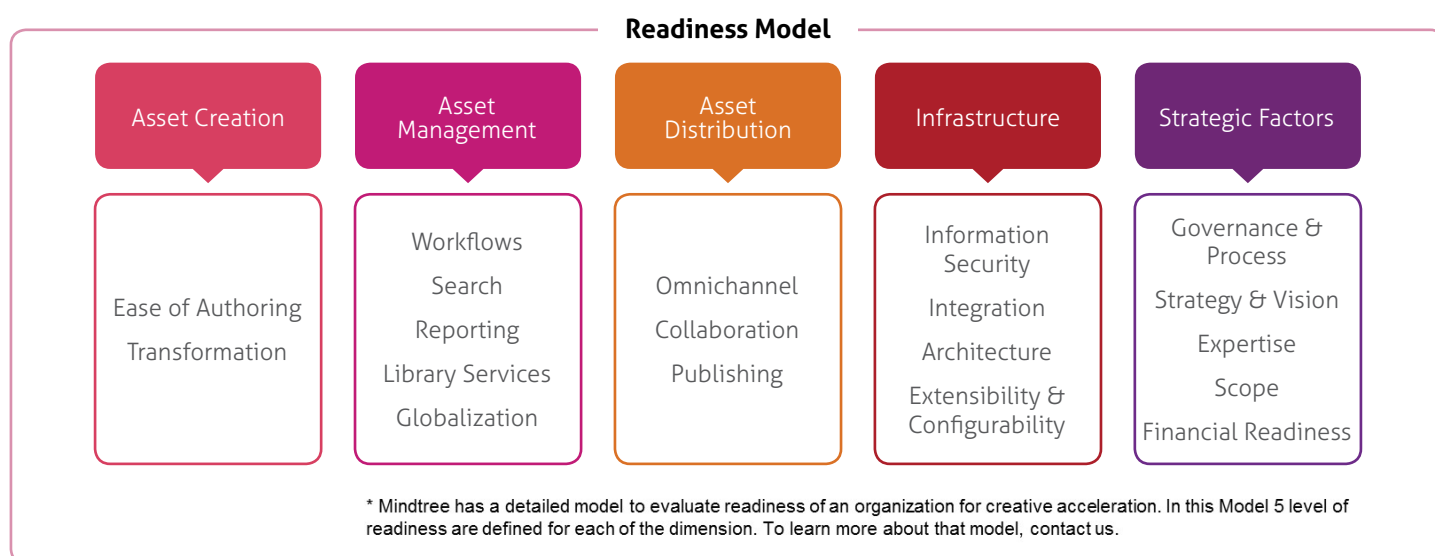 Readiness Model
Asset Creation
Asset
Management
Asset
Distribution
Infrastructure
Strategic Factors
Ease of Authoring
Transformation
Workflows
Search
Reporting
Library Services
Globalization
Omnichannel
Collaboration
Publishing
Information
Security
Integration
Architecture
Extensibility &
Configurability
Governance &
Process
Strategy & Vision
Expertise
Scope
Financial Readiness
* Mindtree has a detailed model to evaluate readiness of an organization for creative acceleration. In this Model 5 level of
readiness are defined for each of the dimension. To learn more about that model, contact us.